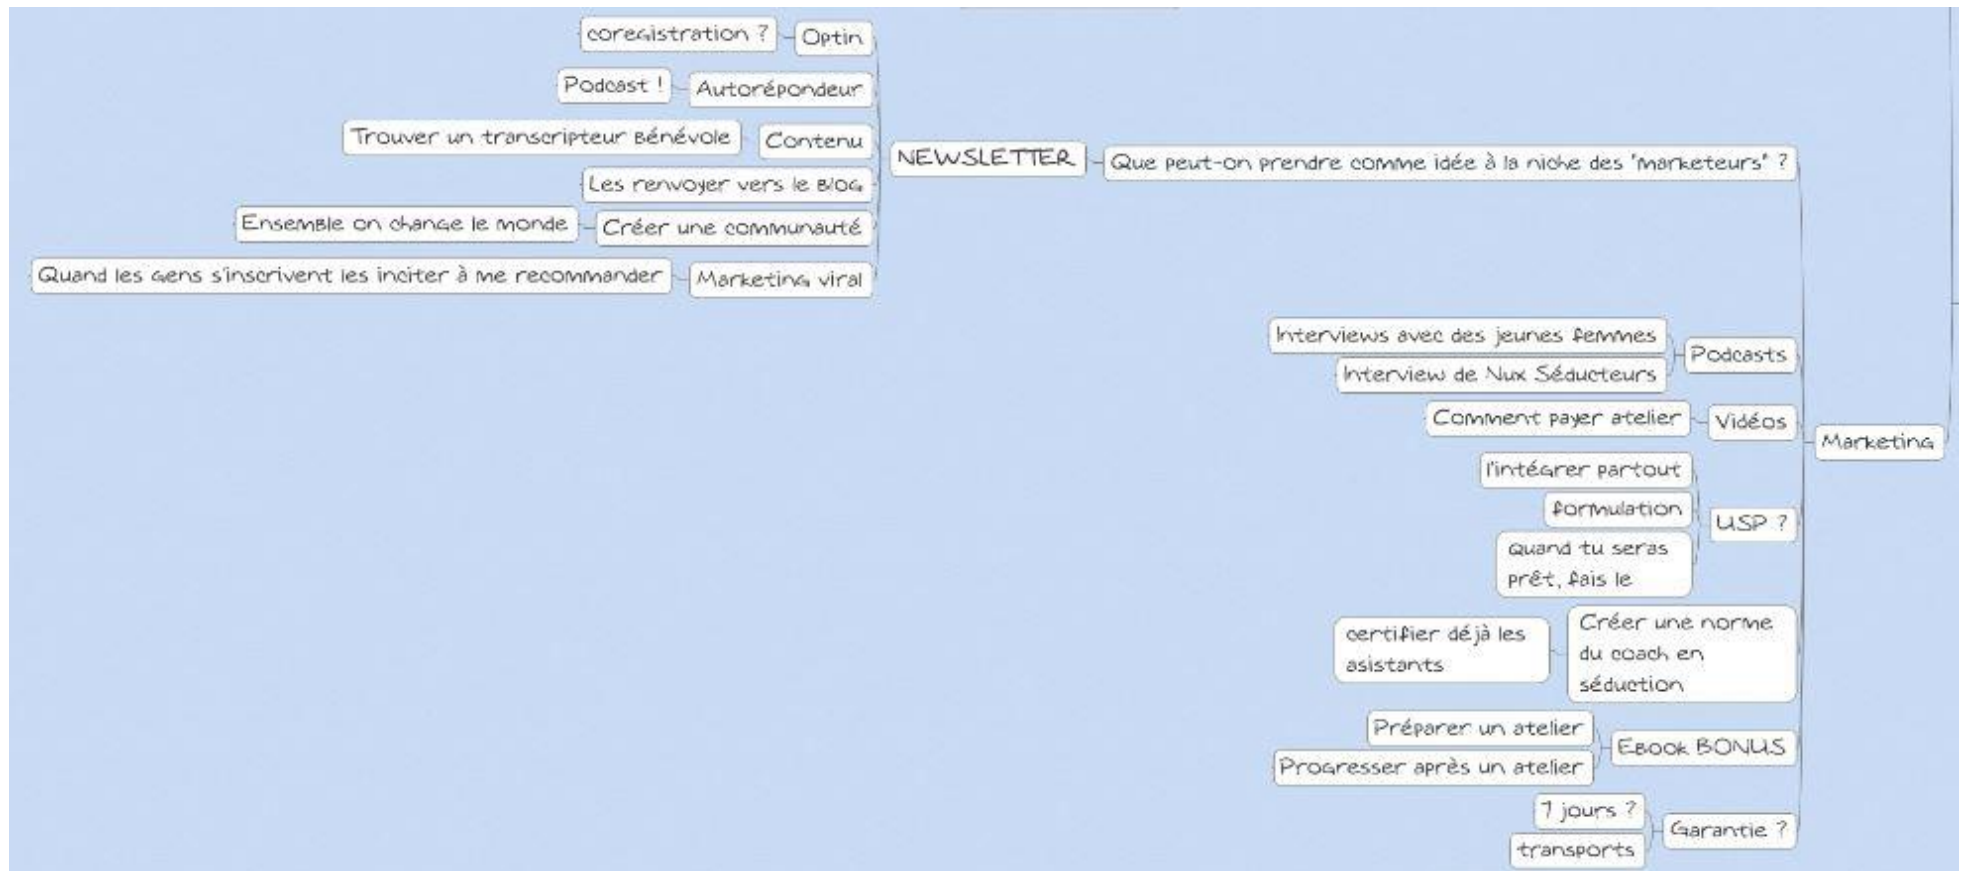 coregistration ?
Optin
Podcast !
Autorépondeur
Trouver un transcripteur Bénévole
Contenu
NEWSLETTER
Que peut-on prendre comme idée à la niche des "marketeurs" ?
Les renvoyer vers le BloG
Ensemble on change le monde
Créer une communauté
Quand les Gens s'inscrivent les inciter à me recommander
Marketing viral
Interviews avec des jeunes femmes
Interview de Nux Séducteurs
Podcasts
Comment payer atelier
Vidéos
Marketing
l'intégrer partout
formulation
quand tu seras
prêt, fais le
USP ?
certifier déjà les
asistants
Créer une norme
du coach en
séduction
Préparer un atelier
Progresser après un atelier
Ebook BONUS
7 jours ?
transports
Garantie ?